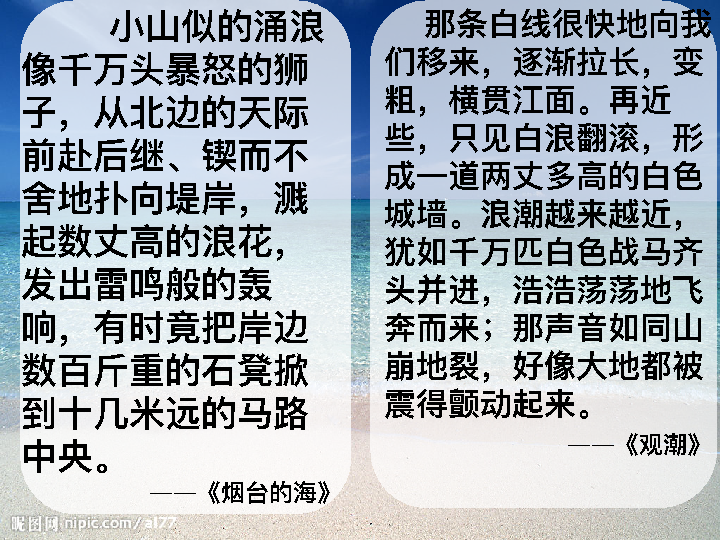 小山似的涌浪
像千万头暴怒的狮
子，从北边的天际
前赴后继、锲而不
舍地扑向堤岸，溅
起数丈高的浪花，
发出雷鸣般的轰
响，有时竟把岸边
数百斤重的石凳掀
到十几米远的马路
中央。
——《烟台的海》
那条白线很快地向我
们移来，逐渐拉长，变
粗，横贯江面。再近
些，只见白浪翻滚，形
成一道两丈多高的白色
城墙。浪潮越来越近，
犹如千万匹白色战马齐
头并进，浩浩荡荡地飞
奔而来；那声音如同山
崩地裂，好像大地都被
震得颤动起来。
——《观潮》
昵图网 nipic.com/al77